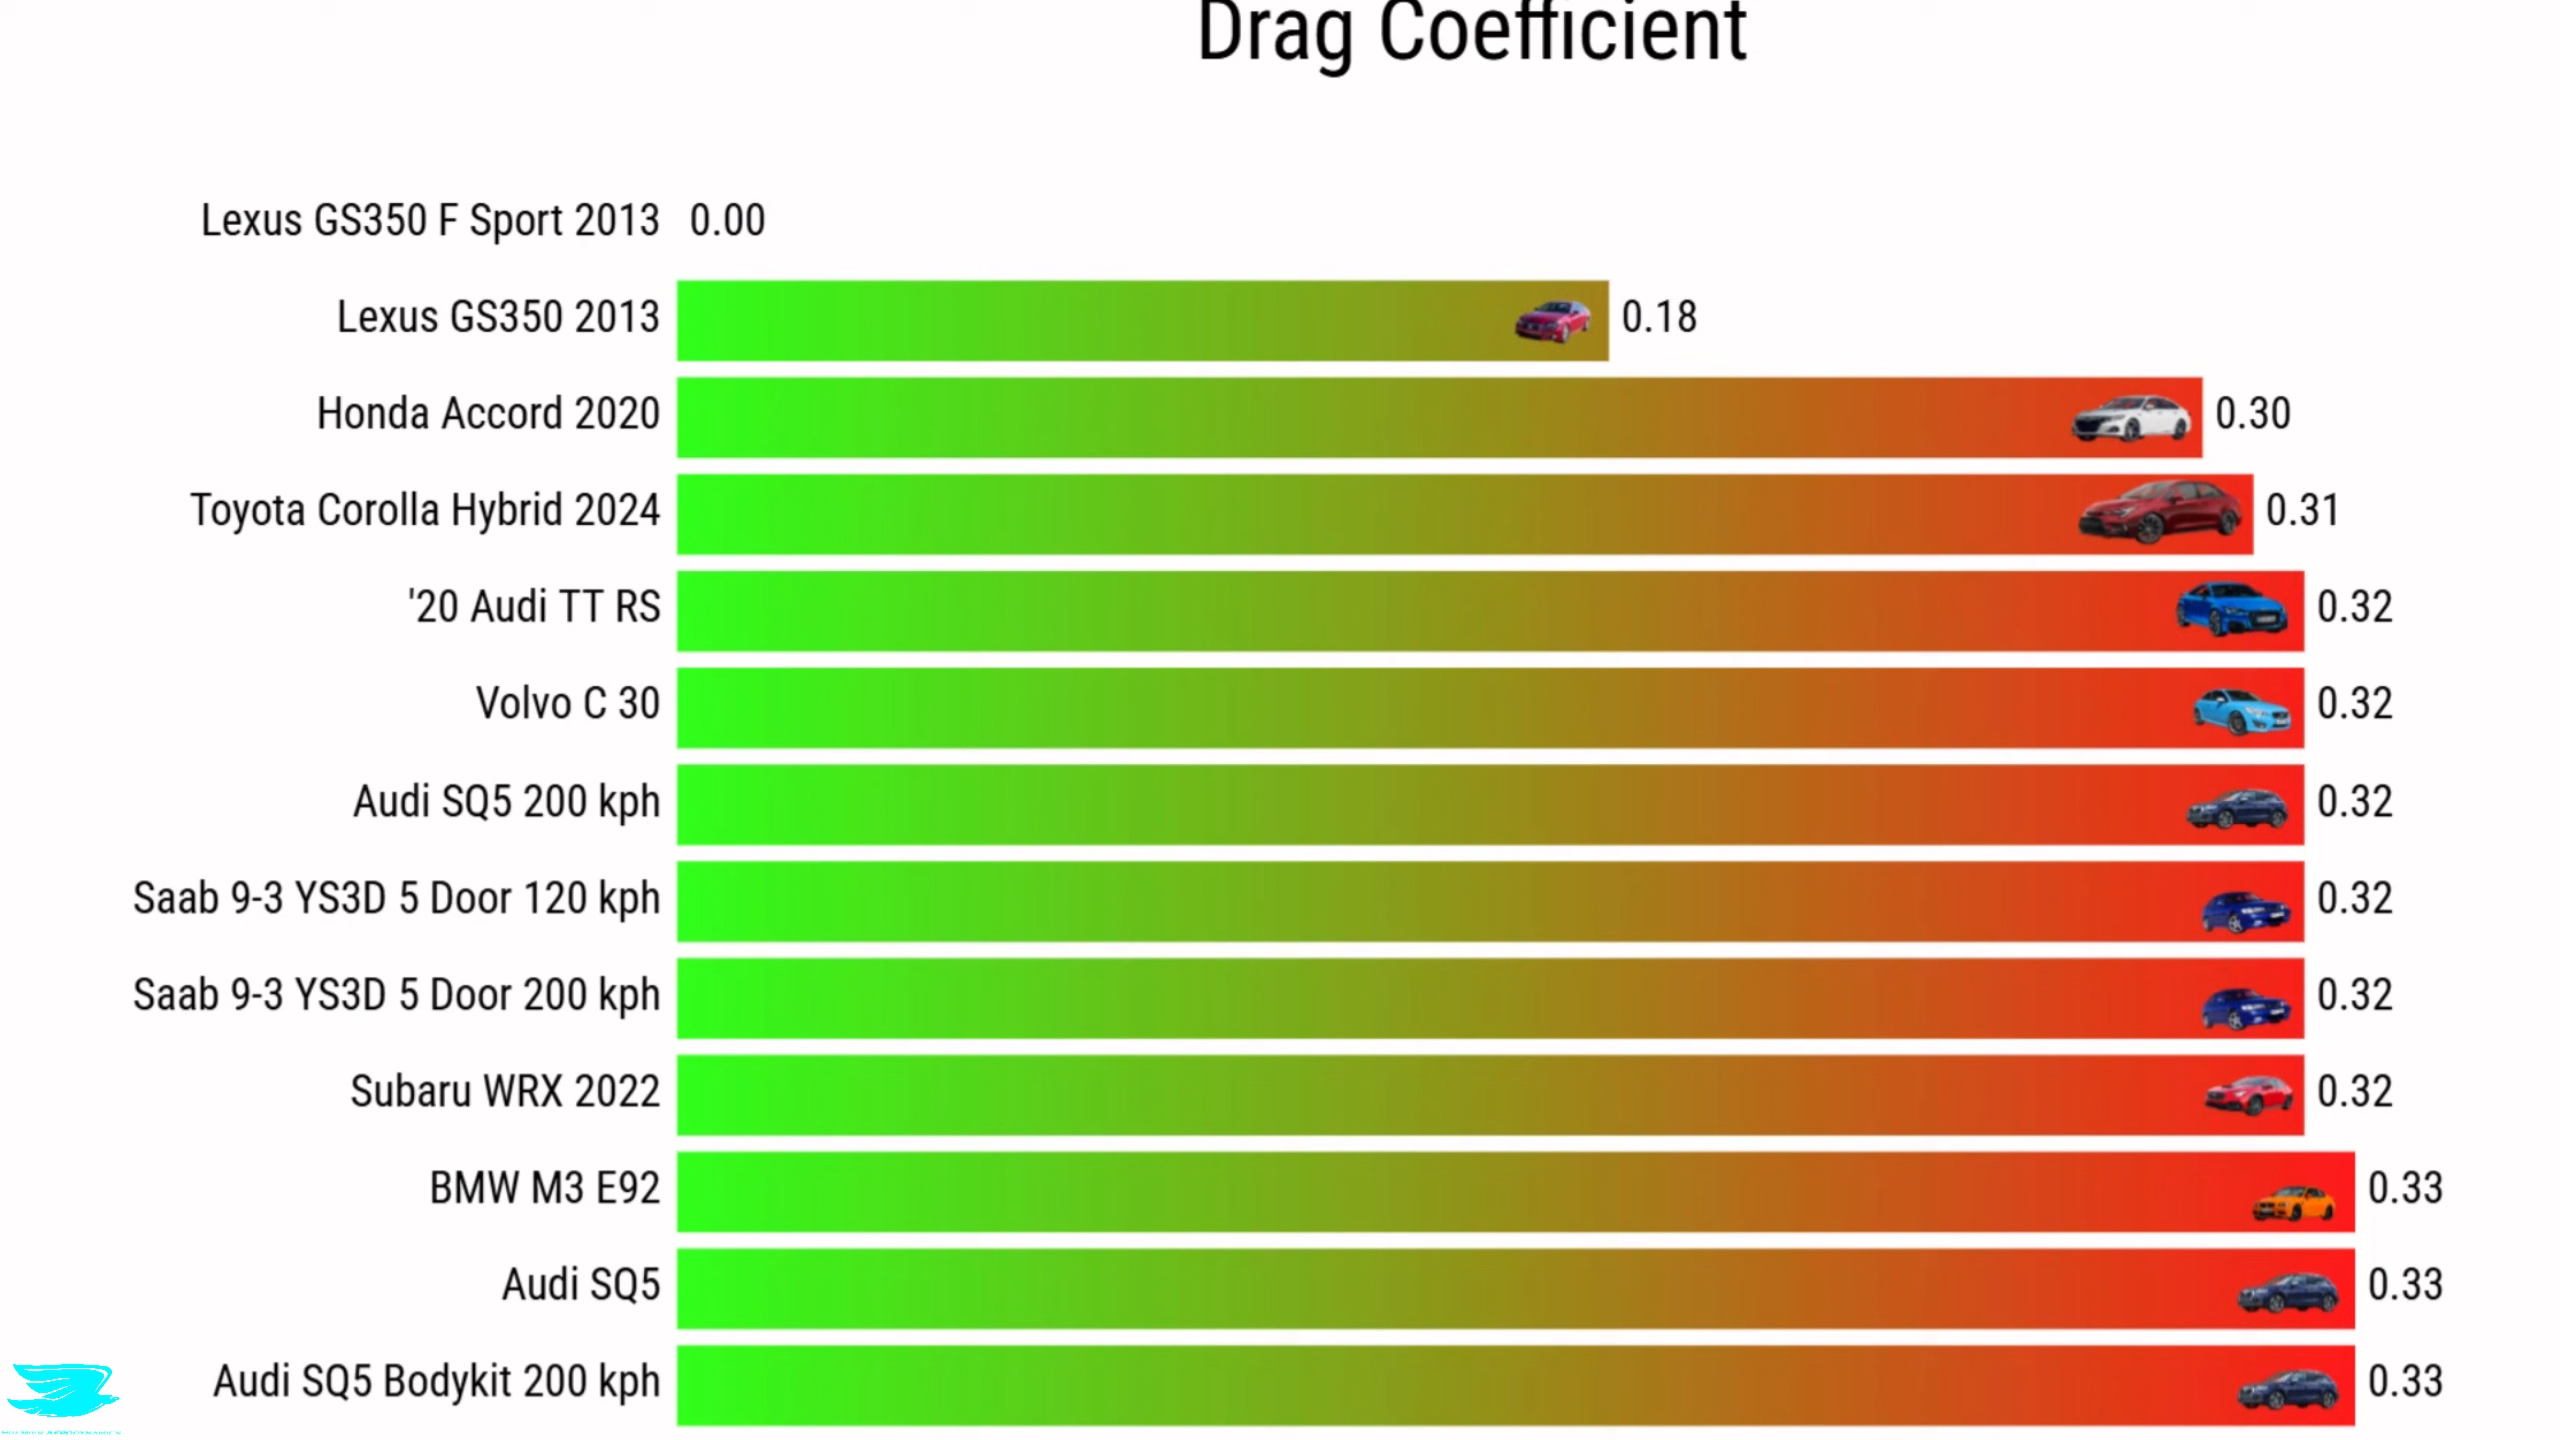 Drag Coefficient
Lexus GS350 F Sport 2013 0.00
Lexus GS350 2013 0.18
Honda Accord 2020 0.30
Toyota Corolla Hybrid 2024 0.31
'20 Audi TT RS 0.32
Volvo C 30 0.32
Audi SQ5 200 kph 0.32
Saab 9-3 YS3D 5 Door 120 kph 0.32
Saab 9-3 YS3D 5 Door 200 kph 0.32
Subaru WRX 2022 0.32
BMW M3 E92 0.33
Audi SQ5 0.33
Audi SQ5 Bodykit 200 kph 0.33